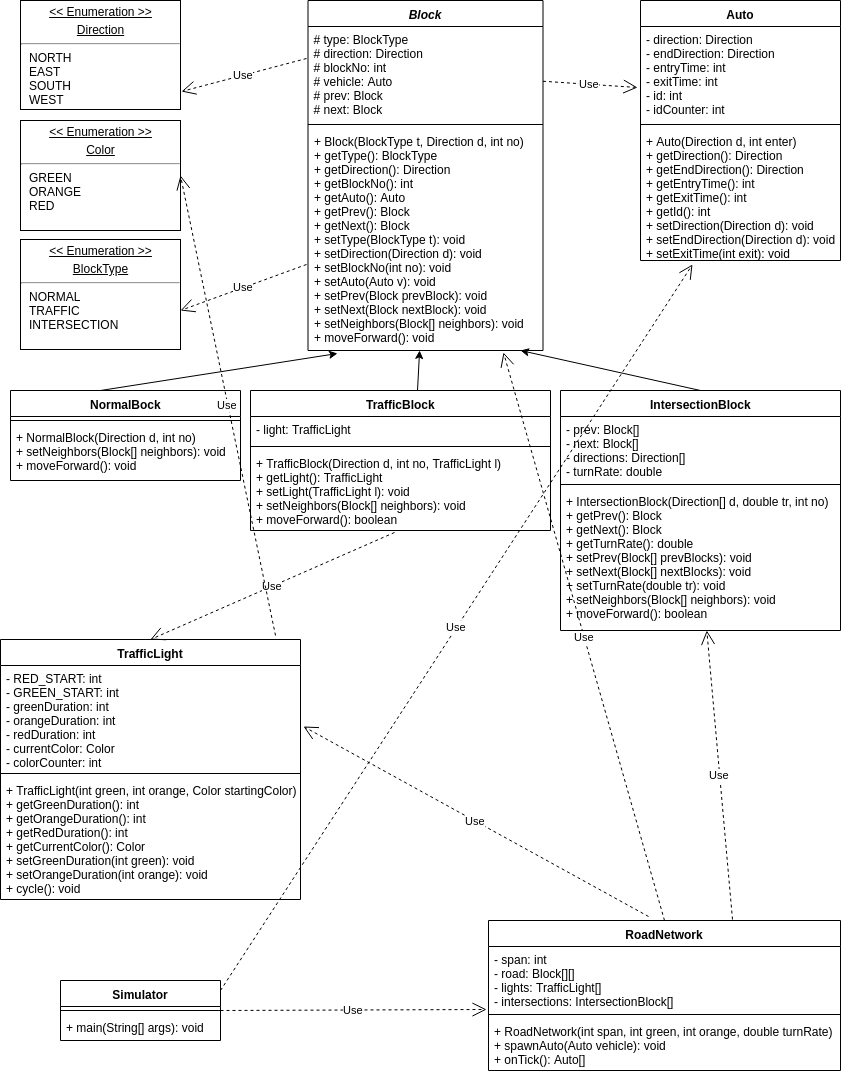 << Enumeration >>
Direction
NORTH
EAST
SOUTH
WEST
<< Enumeration >>
Color
GREEN
ORANGE
RED
<< Enumeration >>
BlockType
NORMAL
TRAFFIC
INTERSECTION
Use
Use
Block
# type: BlockType
# direction: Direction
# blockNo: int
# vehicle: Auto
# prev: Block
# next: Block
+ Block(BlockType t, Direction d, int no)
+ getType(): BlockType
+ getDirection(): Direction
+ getBlockNo(): int
+ getAuto(): Auto
+ getPrev(): Block
+ getNext(): Block
+ setType(BlockType t): void
+ setDirection(Direction d): void
+ setBlockNo(int no): void
+ setAuto(Auto v): void
+ setPrev(Block prevBlock): void
+ setNext(Block nextBlock): void
+ setNeighbors(Block[] neighbors): void
+ moveForward(): void
Use
Auto
- direction: Direction
- endDirection: Direction
- entryTime: int
- exitTime: int
- id: int
- idCounter: int
+ Auto(Direction d, int enter)
+ getDirection(): Direction
+ getEndDirection(): Direction
+ getEntryTime(): int
+ getExitTime(): int
+ getId(): int
+ setDirection(Direction d): void
+ setEndDirection(Direction d): void
+ setExitTime(int exit): void
NormalBock
+ NormalBlock(Direction d, int no)
+ setNeighbors(Block[] neighbors): void
+ moveForward(): void
Use
TrafficBlock
- light: TrafficLight
+ TrafficBlock(Direction d, int no, TrafficLight l)
+ getLight(): TrafficLight
+ setLight(TrafficLight l): void
+ setNeighbors(Block[] neighbors): void
+ moveForward(): boolean
IntersectionBlock
- prev: Block[]
- next: Block[]
- directions: Direction[]
- turnRate: double
+ IntersectionBlock(Direction[] d, double tr, int no)
+ getPrev(): Block
+ getNext(): Block
+ getTurnRate(): double
+ setPrev(Block[] prevBlocks): void
+ setNext(Block[] nextBlocks): void
+ setTurnRate(double tr): void
+ setNeighbors(Block[] neighbors): void
+ moveForward(): boolean
Use
Use
Use
TrafficLight
- RED_START: int
- GREEN_START: int
- greenDuration: int
- orangeDuration: int
- redDuration: int
- currentColor: Color
- colorCounter: int
+ TrafficLight(int green, int orange, Color startingColor)
+ getGreenDuration(): int
+ getOrangeDuration(): int
+ getRedDuration(): int
+ getCurrentColor(): Color
+ setGreenDuration(int green): void
+ setOrangeDuration(int orange): void
+ cycle(): void
Use
Use
Simulator
+ main(String[] args): void
Use
RoadNetwork
- span: int
- road: Block[][]
- lights: TrafficLight[]
- intersections: IntersectionBlock[]
+ RoadNetwork(int span, int green, int orange, double turnRate)
+ spawnAuto(Auto vehicle): void
+ onTick(): Auto[]